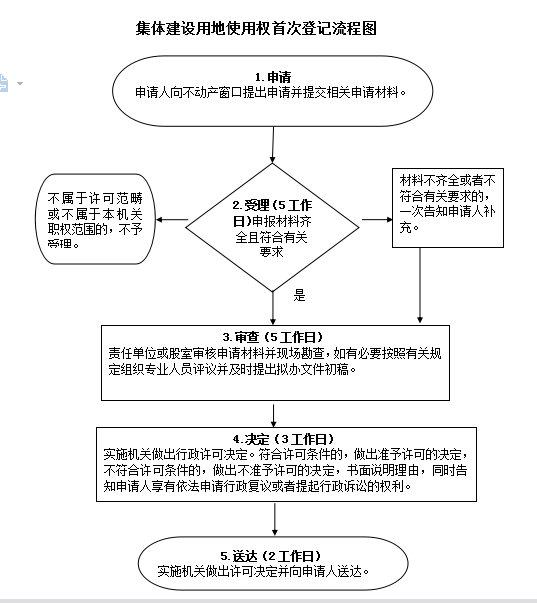 集体建设用地使用权首次登记流程图
1.申请
申请人向不动产窗口提出申请并提交相关申请材料。
不属于许可范畴
或不属于本机关
职权范围的，不予
受理。
2.受理（5工作
日）申报材料齐
全且符合有关
要求
材料不齐全或者不
符合有关要求的，
一次告知申请人补
充。
是
3.审查（5工作日）
责任单位或股室审核申请材料并现场勘查，如有必要按照有关规
定组织专业人员评议并及时提出拟办文件初稿。
4.决定（3工作日）
实施机关做出行政许可决定。符合许可条件的，做出准予许可的决定，
不符合许可条件的，做出不准予许可的决定，书面说明理由，同时告
知申请人享有依法申请行政复议或者提起行政诉讼的权利。
5.送达（2工作日）
实施机关做出许可决定并向申请人送达。